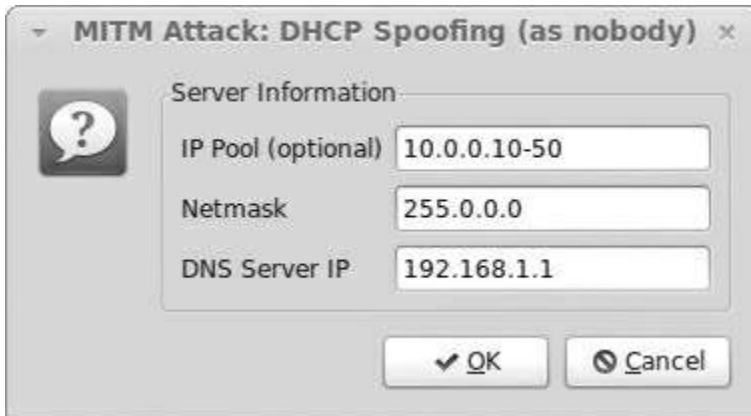 MITM Attack: DHCP Spoofing (as nobody)
Server Information
IP Pool (optional) 10.0.0.10-50
Netmask 255.0.0.0
DNS Server IP 192.168.1.1
OK Cancel